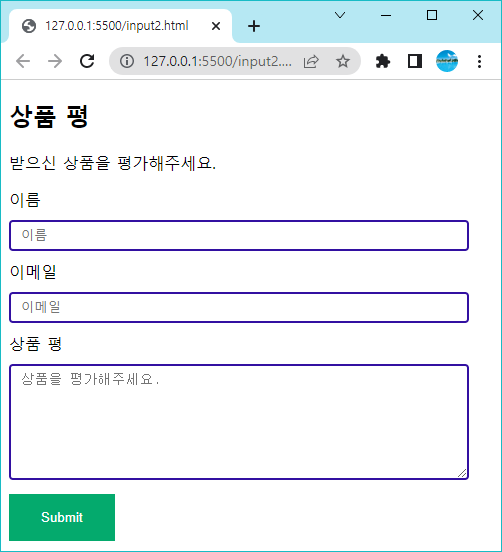 127.0.0.1:5500/input2.html
127.0.0.1:5500/input2....
상품 평
받으신 상품을 평가해주세요.
이름
이름
이메일
이메일
상품 평
상품을 평가해주세요.
Submit